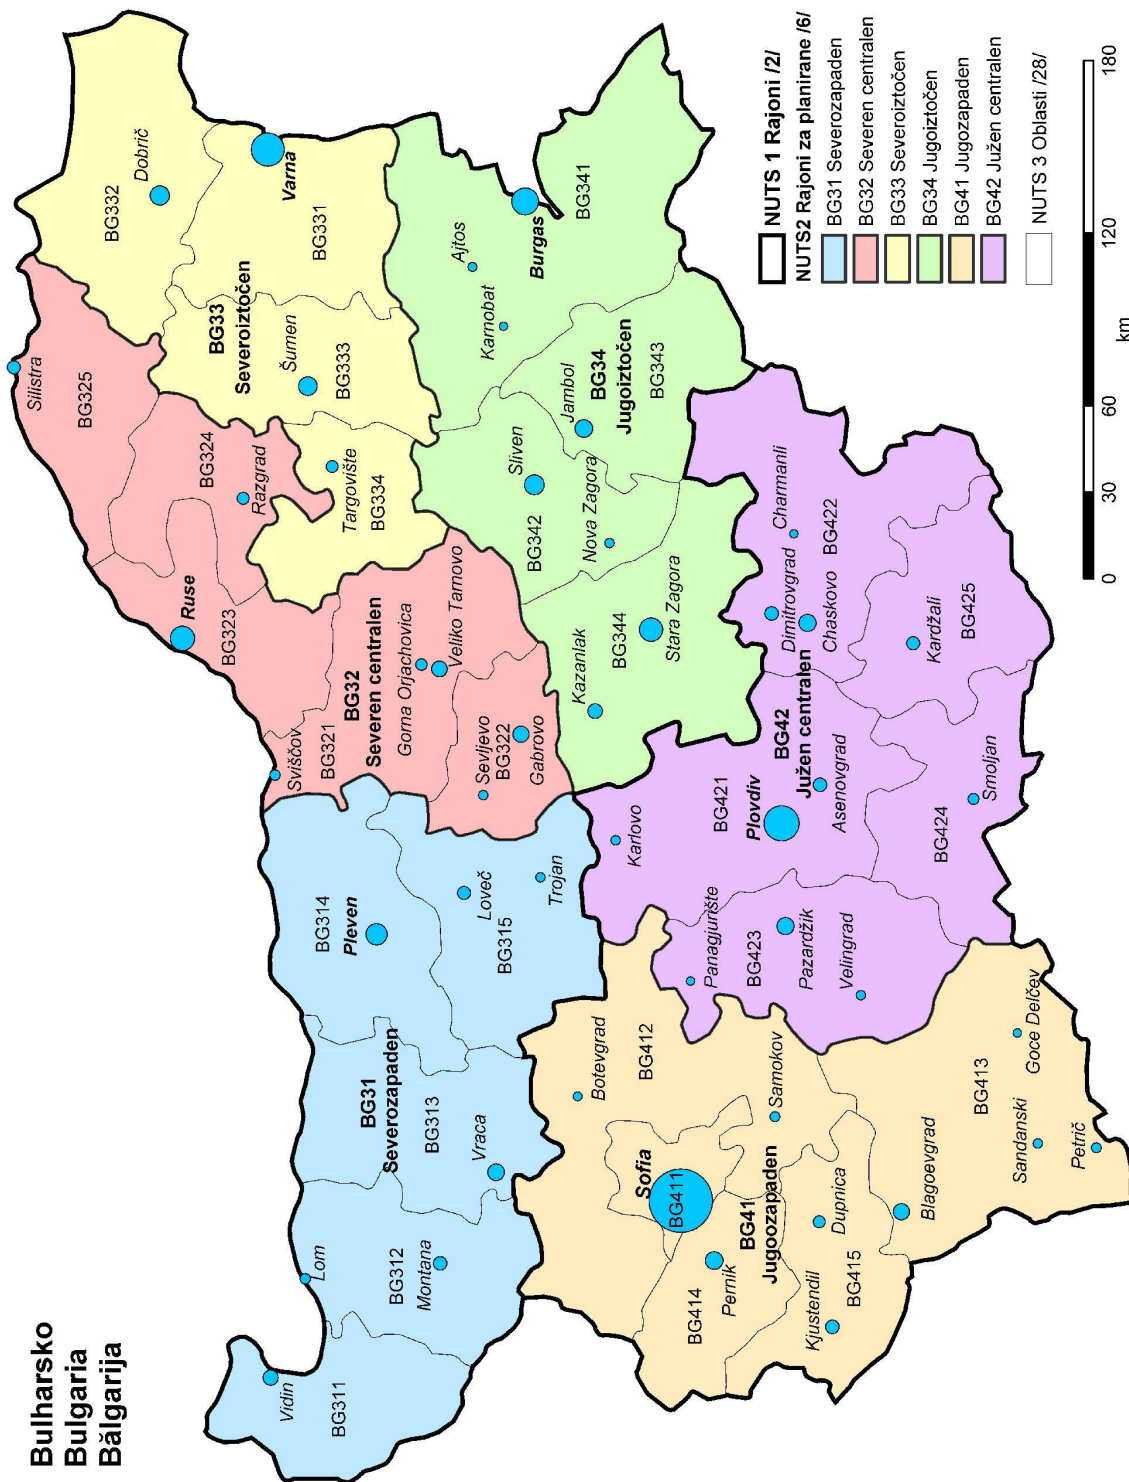 Bulharsko
Bulgaria
Bălgarija
Vidin
BG311
Lom
BG312
Montana
BG31
Severozapaden
BG313
Vraca
BG314
Pleven
Loveč
BG315
Trojan
Sviščov
BG321
BG32
Severen centralen
Gorna Orjachovica
Veliko Tarnovo
Sevljevo
BG322
Gabrovo
Ruse
BG323
BG324
Razgrad
Silistra
BG325
BG332
Dobrič
Varna
BG331
BG33
Severoiztočen
Šumen
BG333
Targovište
BG334
Ajtos
Karnobat
Burgas
BG341
Sliven
BG342
Nova Zagora
Jambol
BG34
Jugoiztočen
BG343
Kazanlak
BG344
Stara Zagora
Botevgrad
BG412
Sofia
BG411
BG41
Jugoozapaden
Samokov
BG414
Pernik
Dupnica
Kjustendil
BG415
Blagoevgrad
BG413
Sandanski
Goce Delčev
Petrič
Karlovo
BG421
Plovdiv
BG42
Južen centralen
Asenovgrad
Panagjurište
BG423
Pazardžik
Velingrad
BG424
Smoljan
Dimitrovgrad
Charmanli
Chaskovo
BG422
Kardžali
BG425
NUTS 1 Rajoni /2/
NUTS2 Rajoni za planirane /6/
BG31 Severozapaden
BG32 Severen centralen
BG33 Severoiztočen
BG34 Jugoiztočen
BG41 Jugozapaden
BG42 Južen centralen
NUTS 3 Oblasti /28/
0 30 60 120 180
km